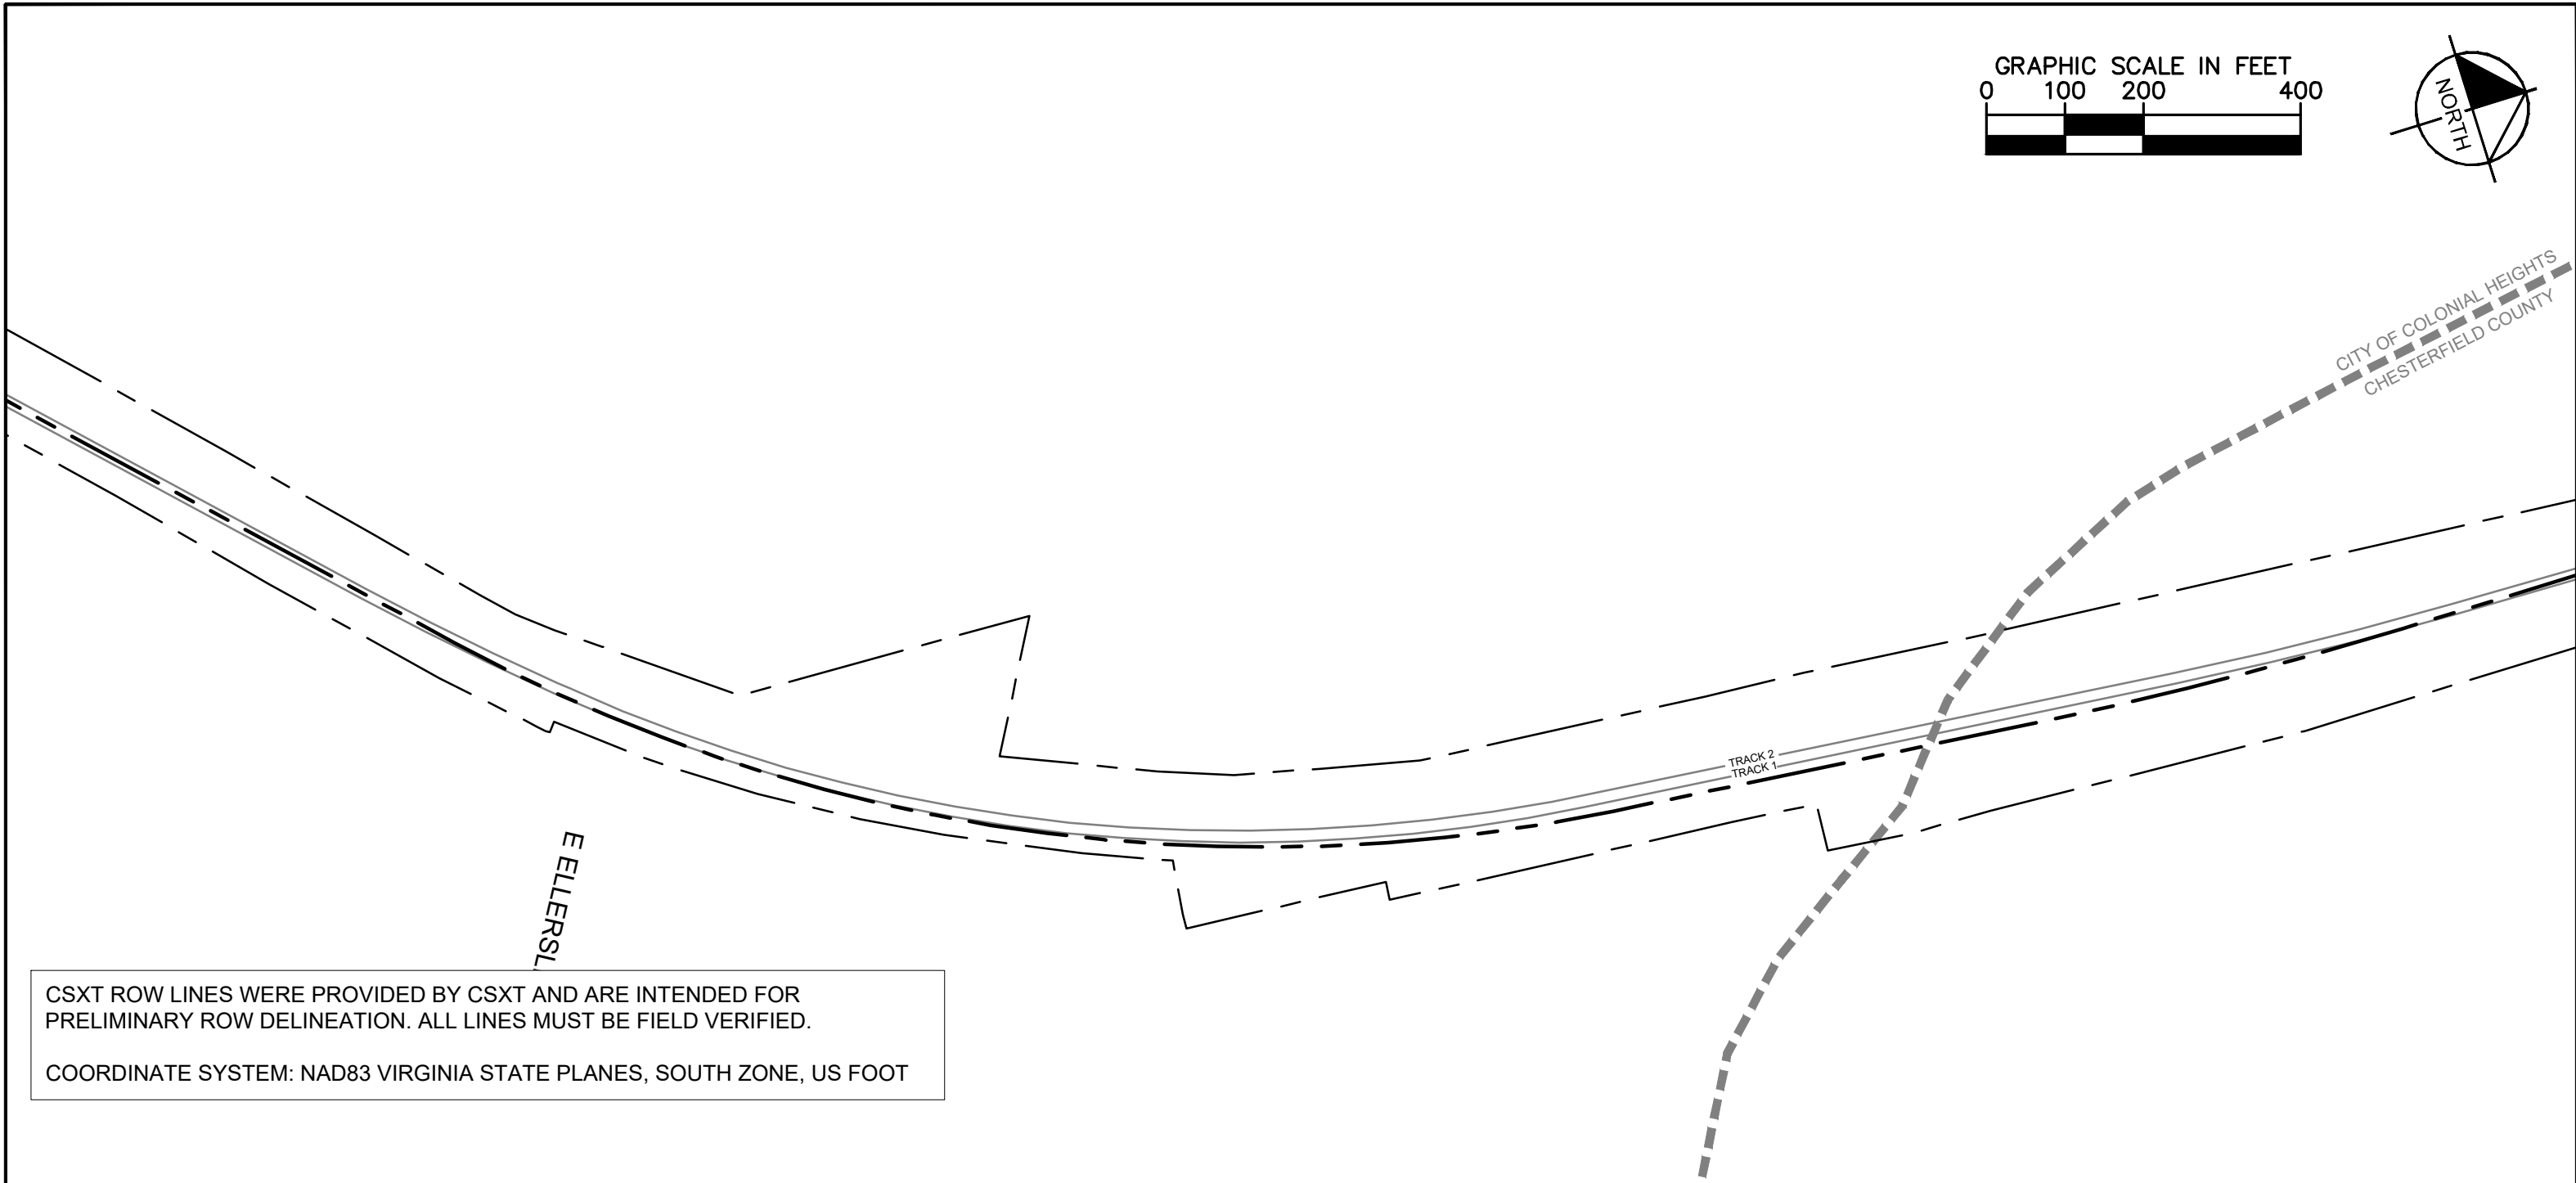 GRAPHIC SCALE IN FEET
0 100 200 400
NORTH
CITY OF COLONIAL HEIGHTS
CHESTERFIELD COUNTY
TRACK 2
TRACK 1
E ELLERSL
CSXT ROW LINES WERE PROVIDED BY CSXT AND ARE INTENDED FOR
PRELIMINARY ROW DELINEATION. ALL LINES MUST BE FIELD VERIFIED.
COORDINATE SYSTEM: NAD83 VIRGINIA STATE PLANES, SOUTH ZONE, US FOOT